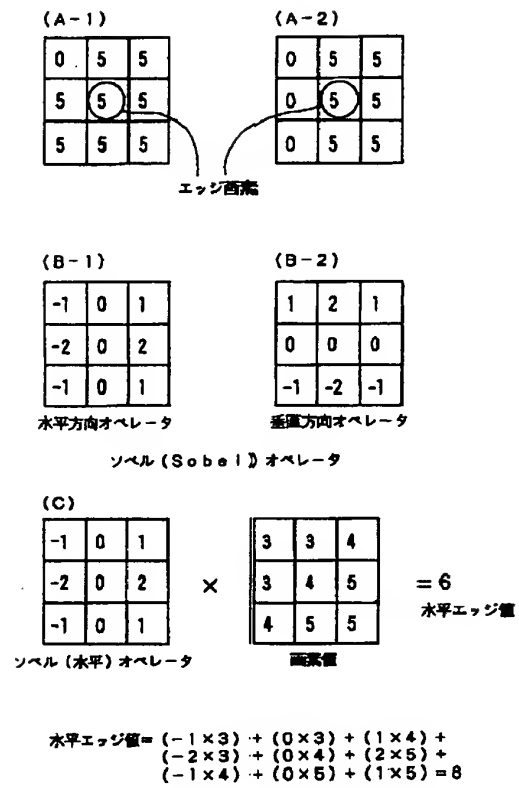 (A-1) (A-2)
0 5 5 0 5 5
5 5 5 0 5 5
5 5 5 0 5 5
エッジ画素
(B-1) (B-2)
-1 0 1 1 2 1
-2 0 2 0 0 0
-1 0 1 -1 -2 -1
水平方向オペレータ 垂直方向オペレータ
ソベル (Sobel) オペレータ
(C)
-1 0 1 3 3 4
-2 0 2 × 3 4 5 =6
-1 0 1 4 5 5 水平エッジ値
ソベル (水平) オペレータ 画素値
水平エッジ値= (-1×3) + (0×3) + (1×4) +
(-2×3) + (0×4) + (2×5) +
(-1×4) + (0×5) + (1×5) =8